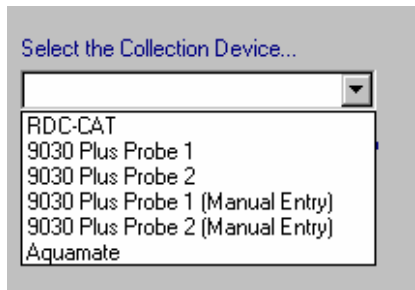 Select the Collection Device...
RDC-CAT
9030 Plus Probe 1
9030 Plus Probe 2
9030 Plus Probe 1 (Manual Entry)
9030 Plus Probe 2 (Manual Entry)
Aquamate